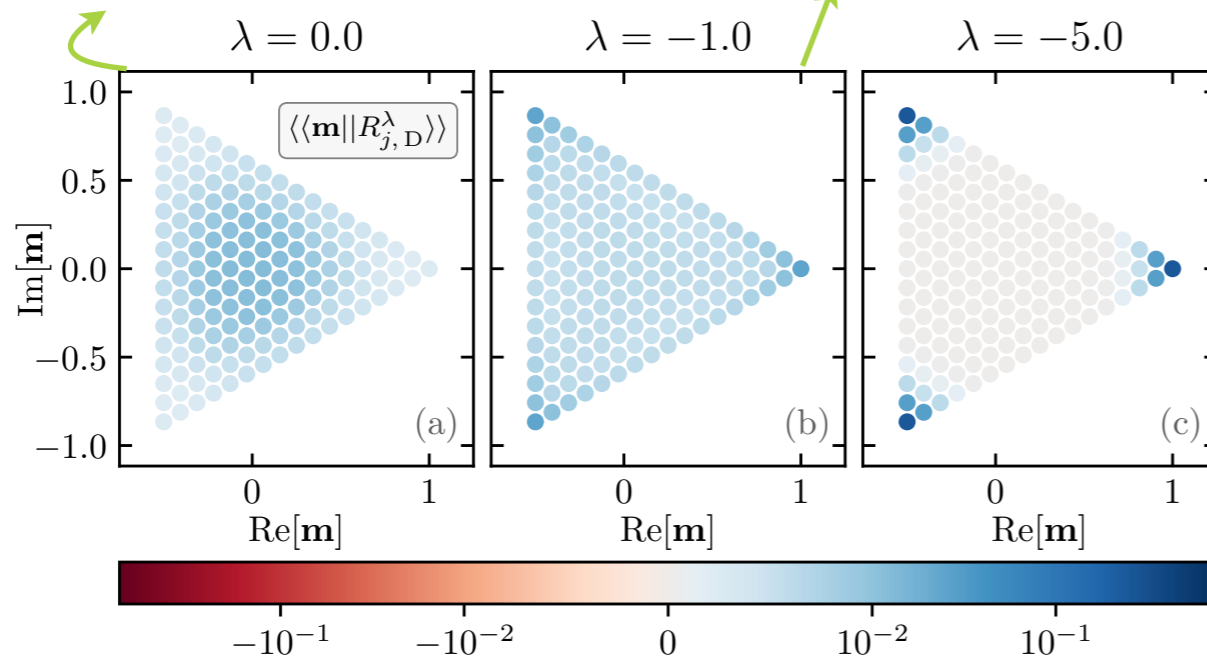 λ = 0.0 λ = −1.0 λ = −5.0
1.0
⟨⟨m||R^λ_{j, D}⟩⟩
0.5
0.0
−0.5
−1.0
Im[m]
(a) (b) (c)
0 1 0 1 0 1
Re[m] Re[m] Re[m]
−10^{−1} −10^{−2} 0 10^{−2} 10^{−1}